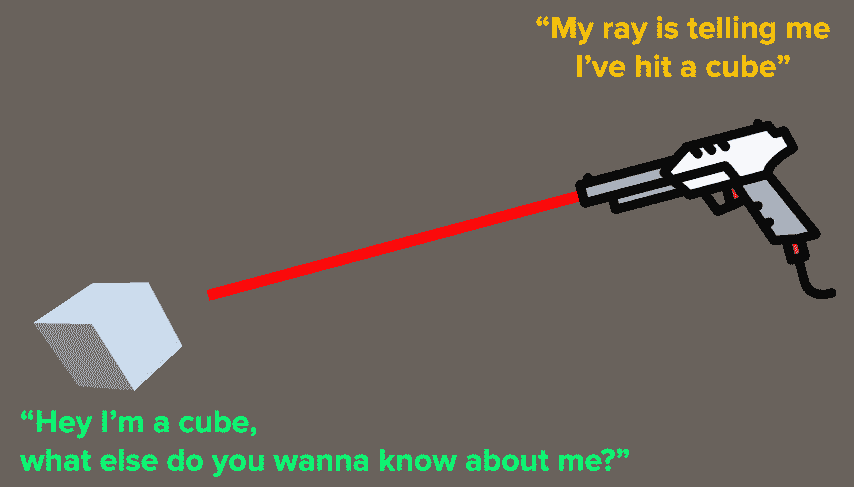 “My ray is telling me
I’ve hit a cube”
“Hey I’m a cube,
what else do you wanna know about me?”